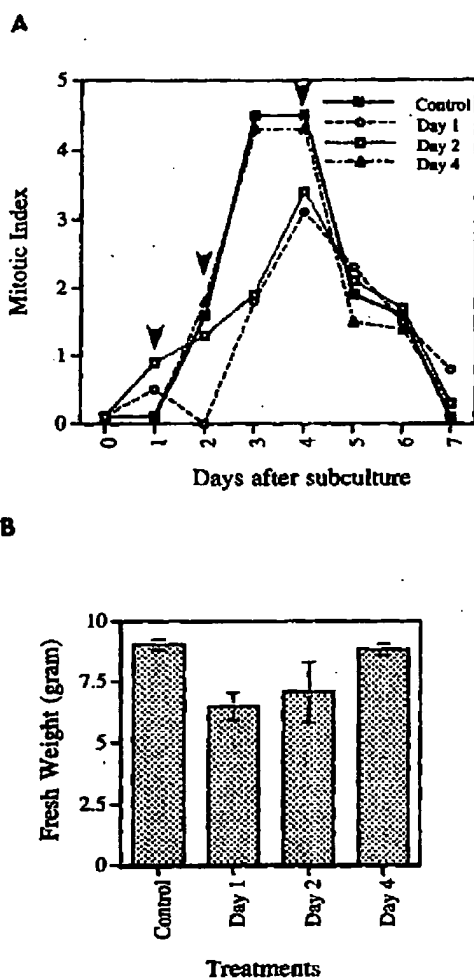 A
5
4
3
2
1
0
Mitotic Index
Control
Day 1
Day 2
Day 4
0 1 2 3 4 5 6 7
Days after subculture
B
10
7.5
5
2.5
0
Fresh Weight (gram)
Control Day 1 Day 2 Day 4
Treatments